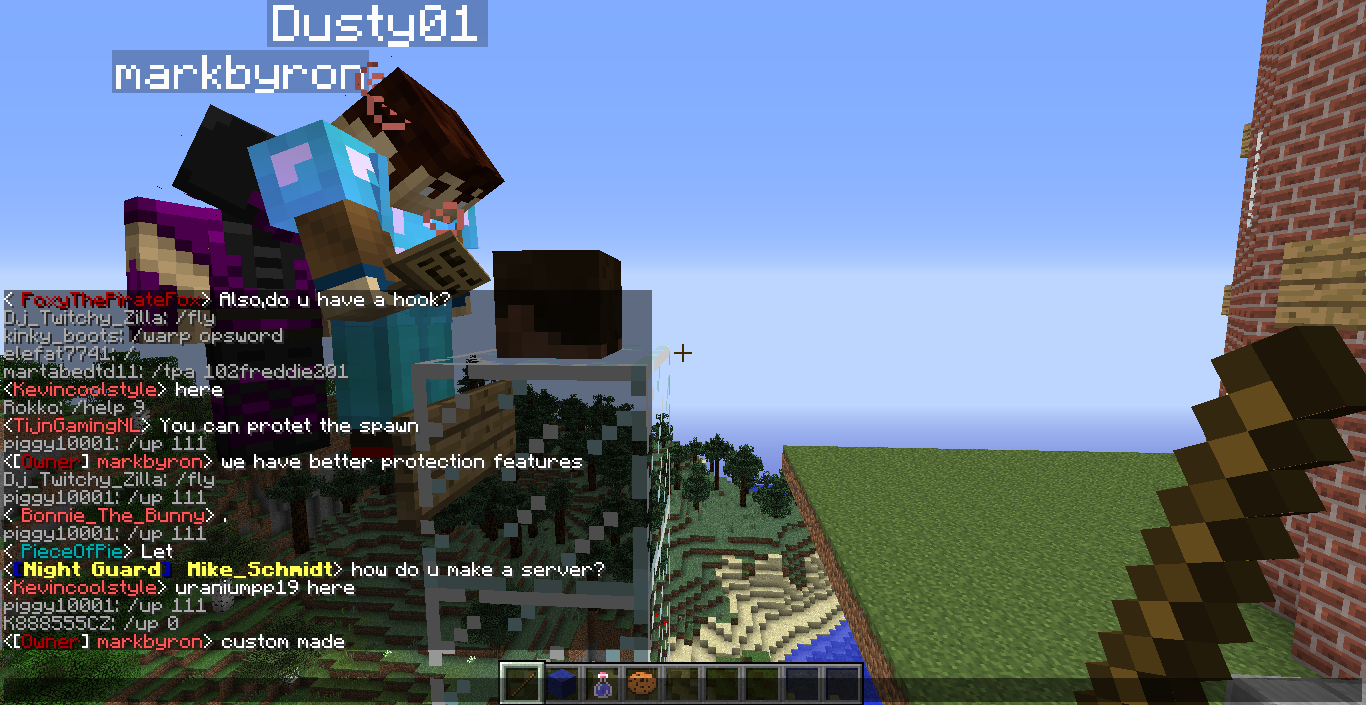 Dusty01
markbyron
< FoxyThePirateFox> Also,do u have a hook?
Dj_Twitchy_Zilla: /fly
kinky_boots: /warp opsword
elefat7741: /
martabedtd11: /tpa 102freddie201
<Kevincoolstyle> here
Rokko: /help 9
<TijnGamingNL> You can protet the spawn
piggy10001: /up 111
<[Owner] markbyron> we have better protection features
Dj_Twitchy_Zilla: /fly
piggy10001: /up 111
< Bonnie_The_Bunny> .
piggy10001: /up 111
< PieceOfPie> Let
<[Night Guard] Mike_Schmidt> how do u make a server?
<Kevincoolstyle> uraniumpp19 here
piggy10001: /up 111
K888555CZ: /up 0
<[Owner] markbyron> custom made